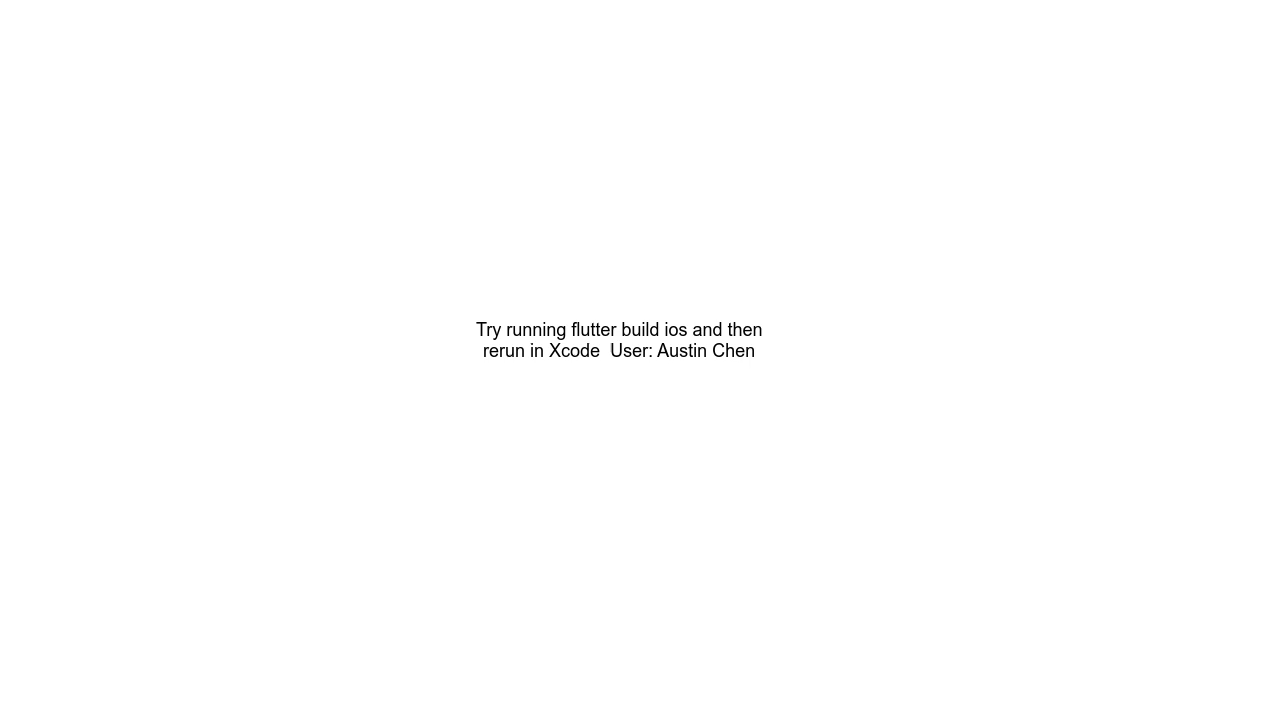 Try running flutter build ios and then
rerun in Xcode  User: Austin Chen